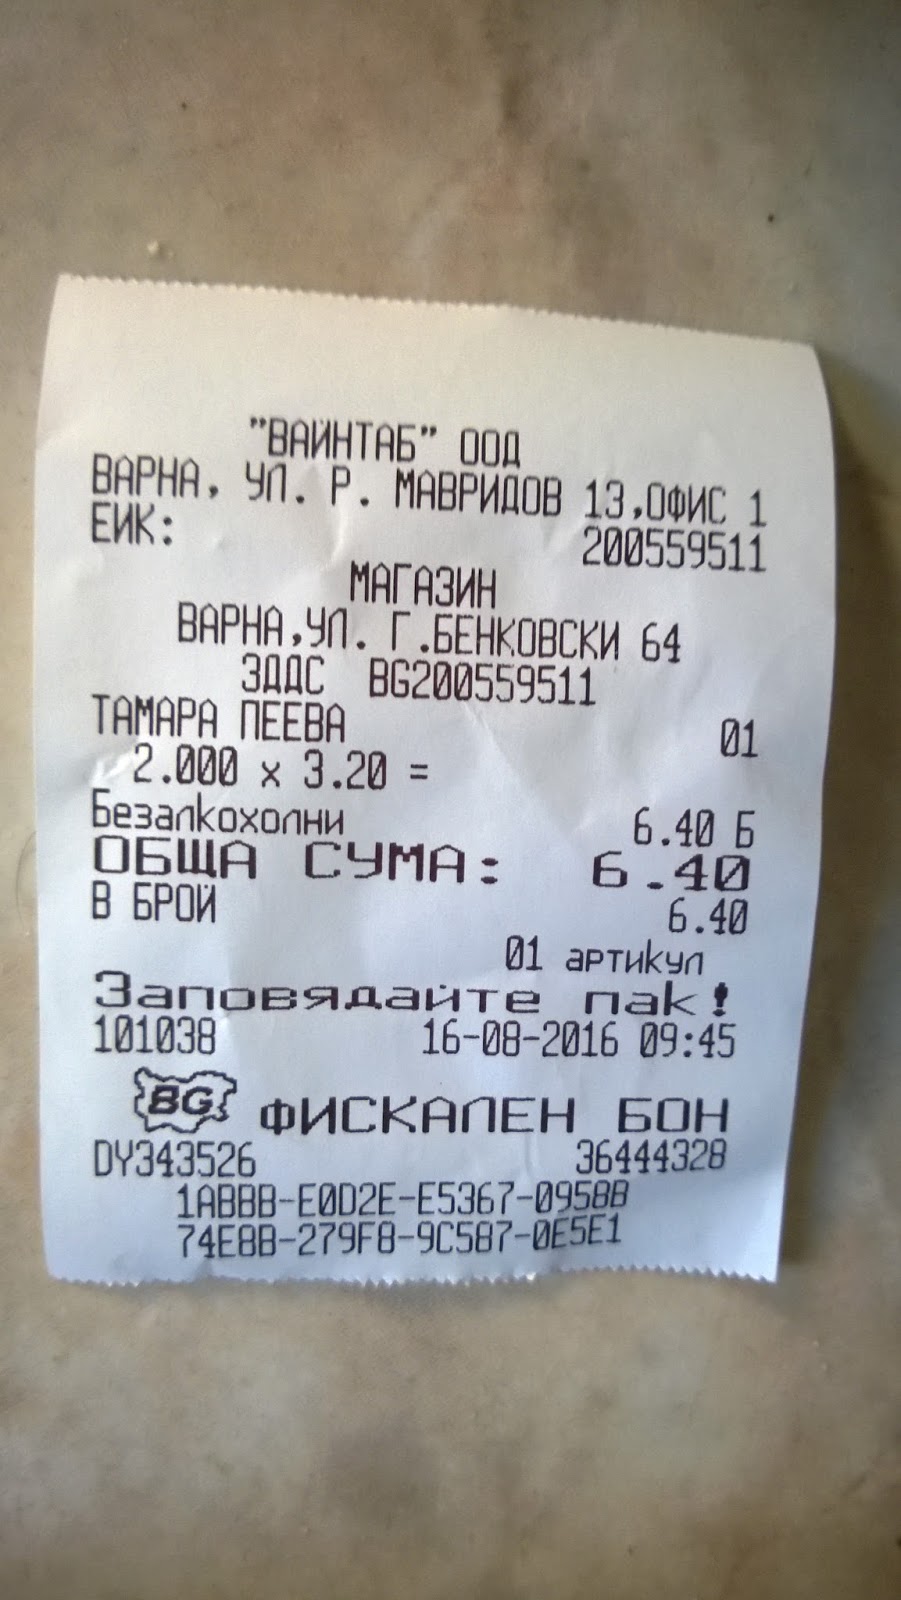 "ВАЙНТАБ" ООД
ВАРНА, УЛ. Р. МАВРИДОВ 13,ОФИС 1
ЕИК: 200559511
МАГАЗИН
ВАРНА,УЛ. Г.БЕНКОВСКИ 64
ЗДДС BG200559511
ТАМАРА ПЕЕВА 01
2.000 x 3.20 =
Безалкохолни 6.40 Б
ОБЩА СУМА: 6.40
В БРОЙ 6.40
01 артикул
Заповядайте пак!
101038 16-08-2016 09:45
BG ФИСКАЛЕН БОН
DY343526 36444328
1ABBB-E0D2E-E5367-0958B
74E8B-279F8-9C587-0E5E1